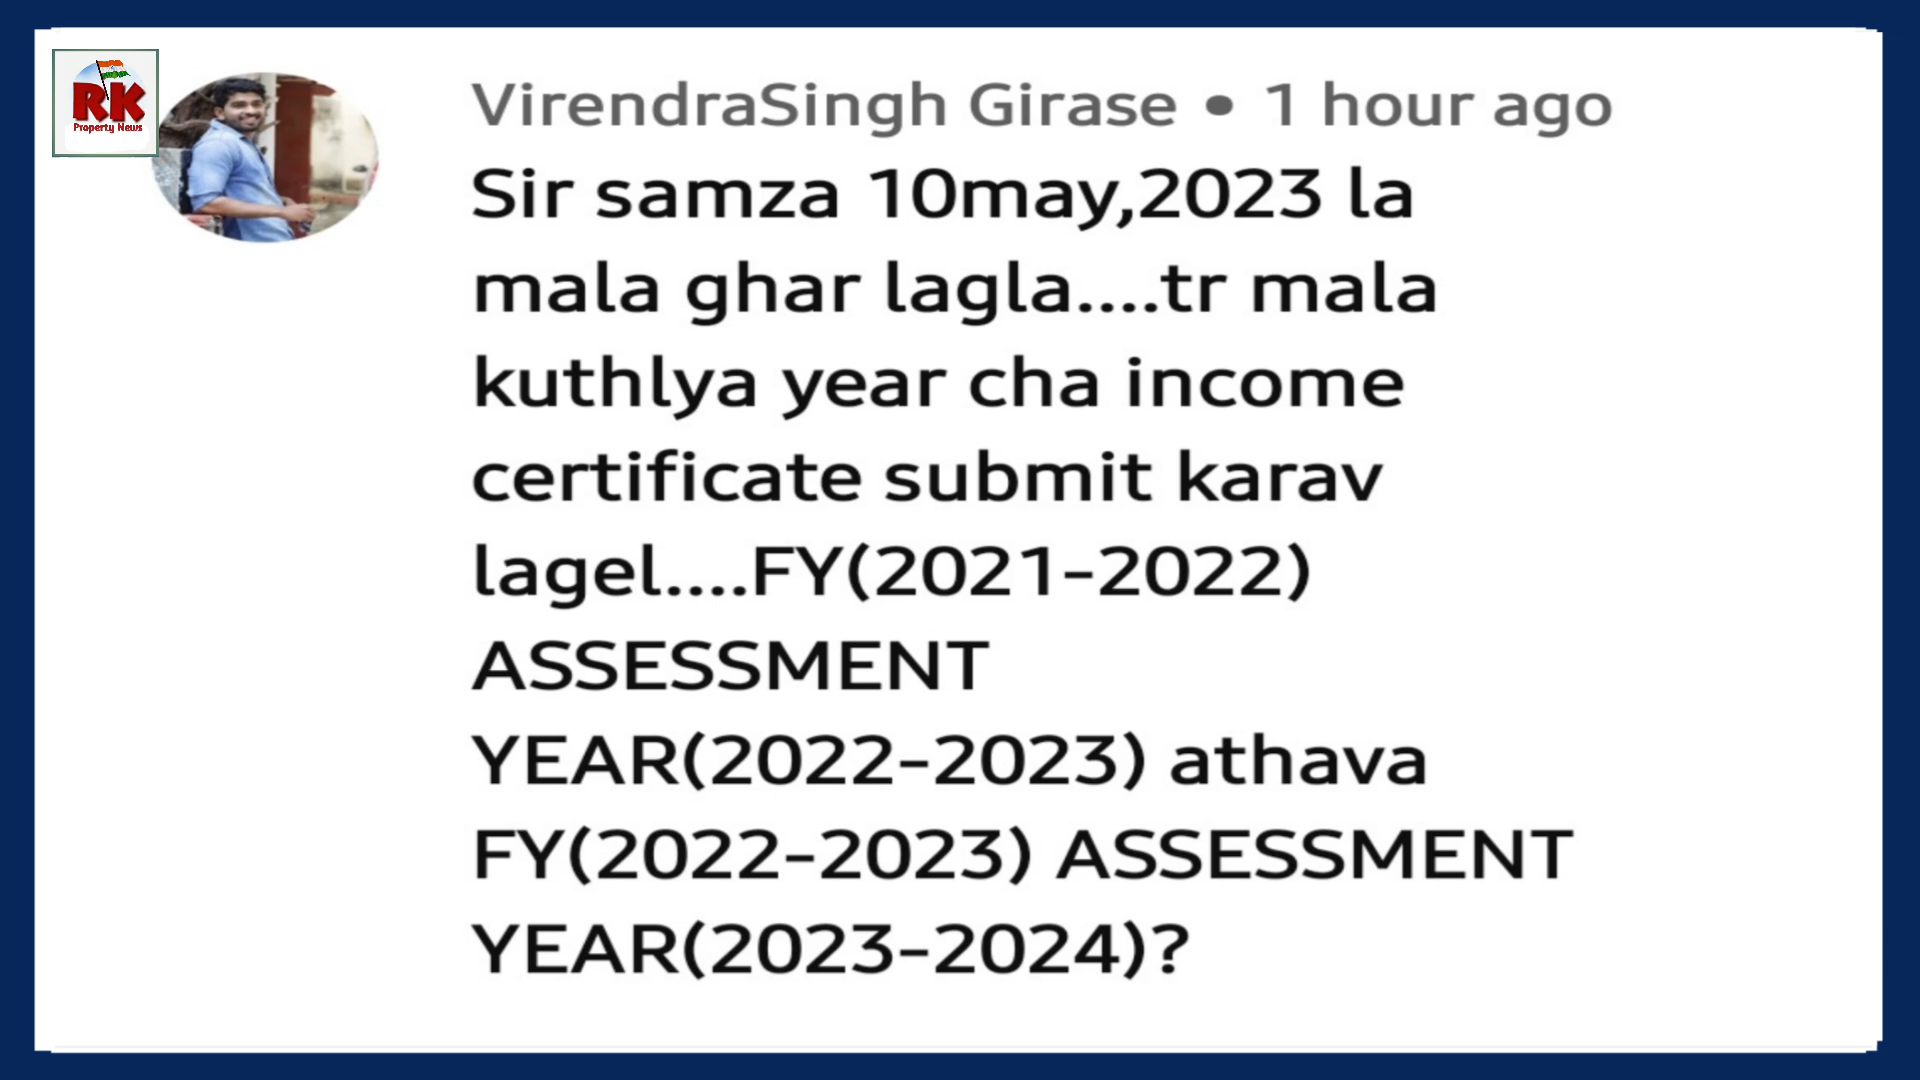 RK
Property News
VirendraSingh Girase • 1 hour ago
Sir samza 10may,2023 la
mala ghar lagla....tr mala
kuthlya year cha income
certificate submit karav
lagel....FY(2021-2022)
ASSESSMENT
YEAR(2022-2023) athava
FY(2022-2023) ASSESSMENT
YEAR(2023-2024)?